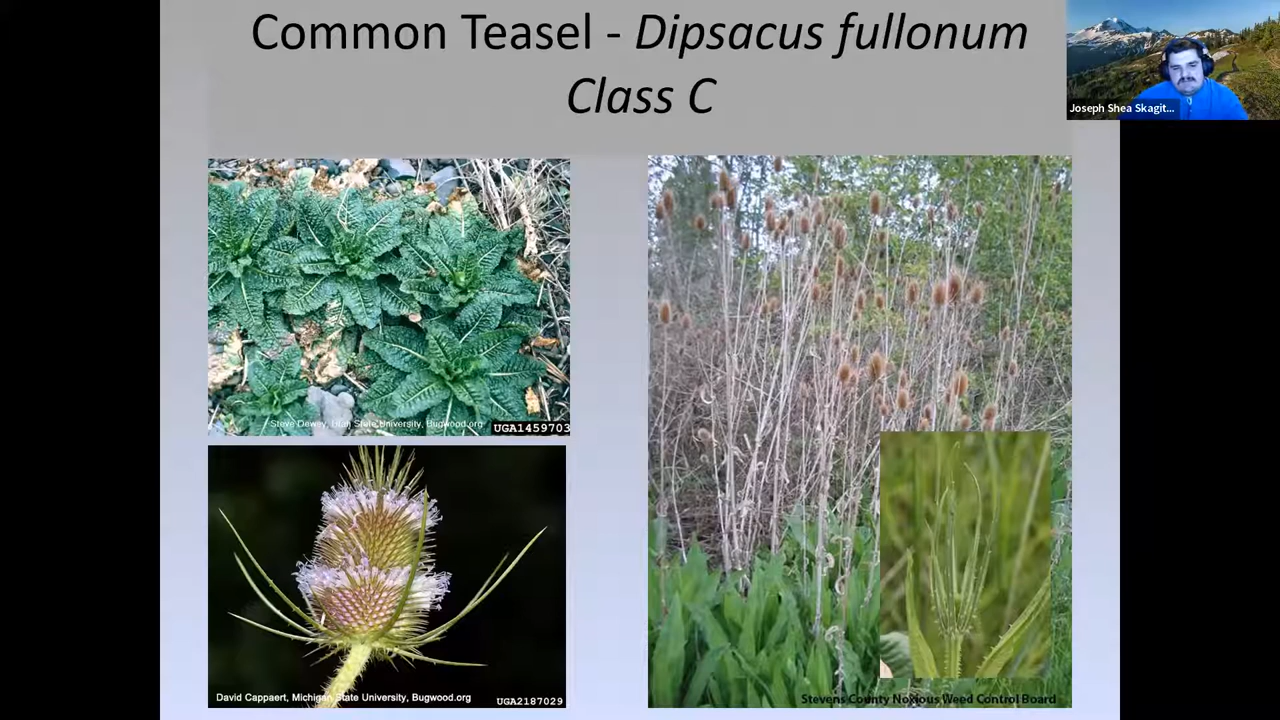 Common Teasel - Dipsacus fullonum
Class C
Joseph Shea Skagit...
Steve Dewey, Utah State University, Bugwood.org
UGA1459703
David Cappaert, Michigan State University, Bugwood.org
UGA2187029
Stevens County Noxious Weed Control Board